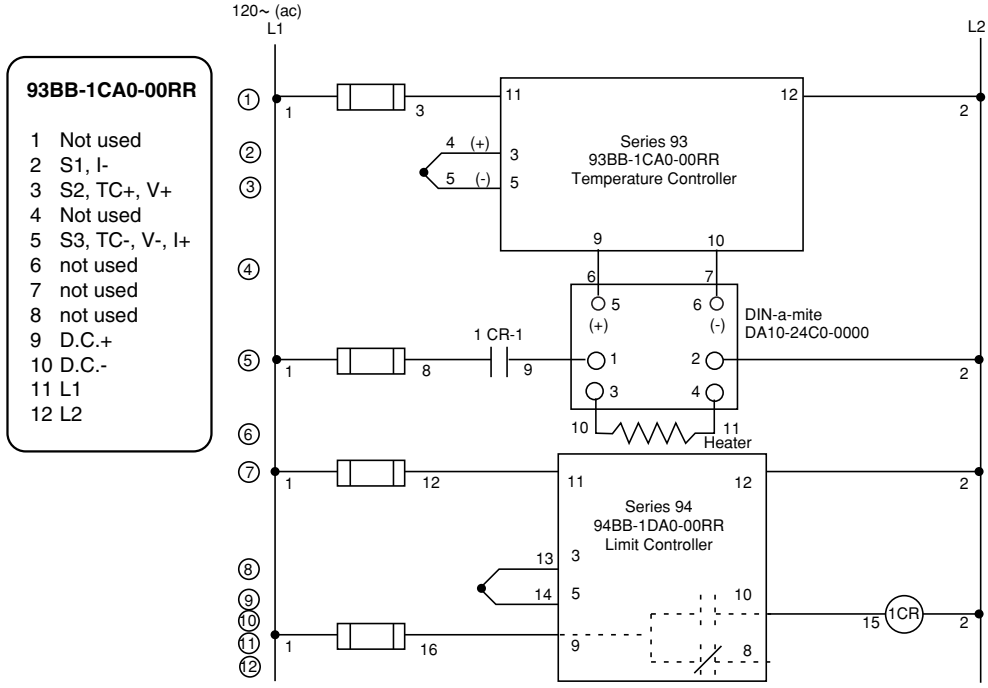 120~ (ac)
L1
L2
93BB-1CA0-00RR
1 Not used
2 S1, I-
3 S2, TC+, V+
4 Not used
5 S3, TC-, V-, I+
6 not used
7 not used
8 not used
9 D.C.+
10 D.C.-
11 L1
12 L2
1
1
3
11
12
2
Series 93
93BB-1CA0-00RR
Temperature Controller
2
4 (+)
3
3
5 (-)
5
9
10
4
6
7
5
6
(+)
(-)
DIN-a-mite
DA10-24C0-0000
1 CR-1
5
1
8
9
1
2
2
3
4
6
10
11
Heater
7
1
12
11
12
2
Series 94
94BB-1DA0-00RR
Limit Controller
8
13
3
9
14
5
10
10
15
1CR
2
11
1
16
9
8
12